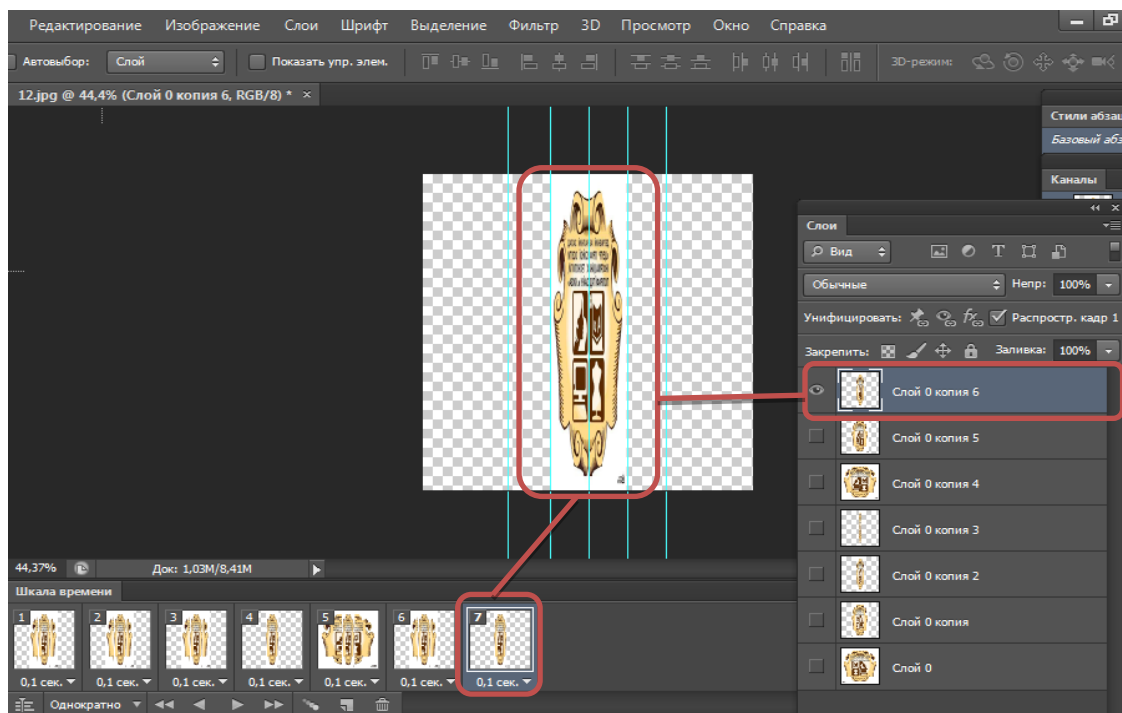 Редактирование Изображение Слои Шрифт Выделение Фильтр 3D Просмотр Окно Справка
Автовыбор: Слой Показать упр. элем. 3D-режим:
12.jpg @ 44,4% (Слой 0 копия 6, RGB/8) * ×
Стили абзац
Базовый абз
Каналы
Слои
Вид
Обычные Непр: 100%
Унифицировать: Распростр. кадр 1
Закрепить: Заливка: 100%
Слой 0 копия 6
Слой 0 копия 5
Слой 0 копия 4
Слой 0 копия 3
Слой 0 копия 2
Слой 0 копия
Слой 0
44,37% Док: 1,03M/8,41M
Шкала времени
1 2 3 4 5 6 7
0,1 сек. 0,1 сек. 0,1 сек. 0,1 сек. 0,1 сек. 0,1 сек. 0,1 сек.
Однократно